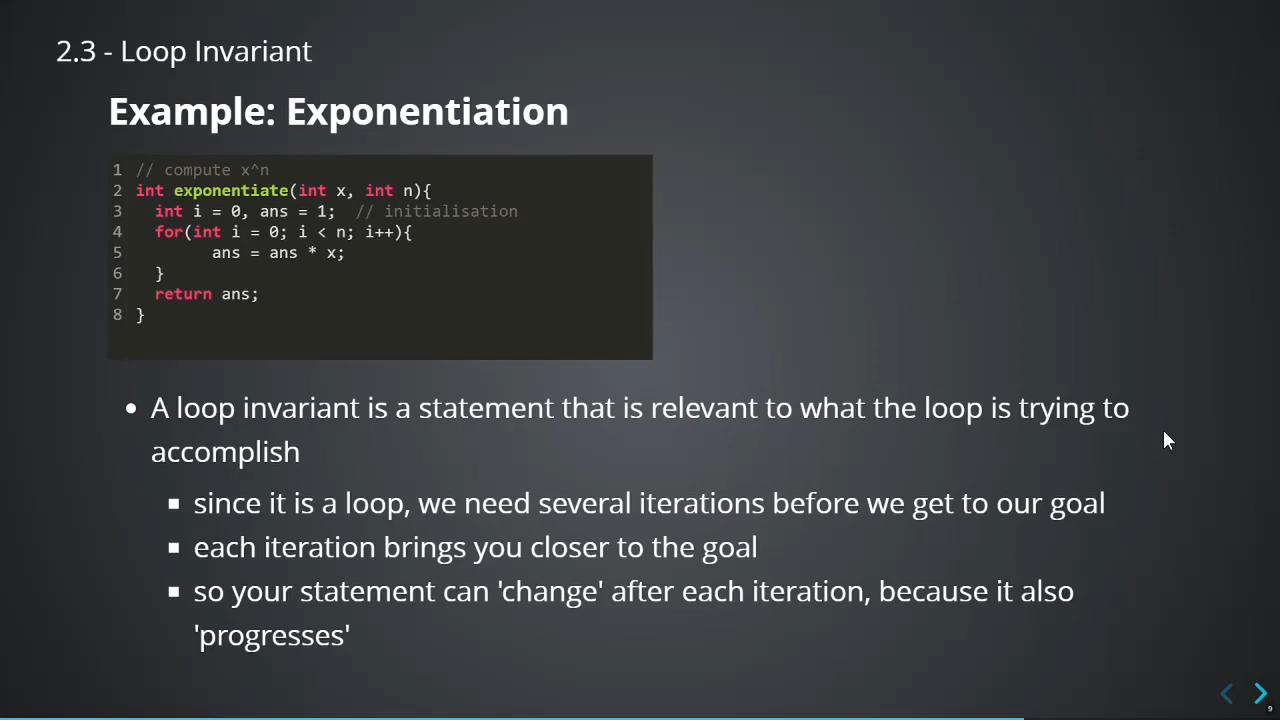 2.3 - Loop Invariant
Example: Exponentiation
1 // compute x^n
2 int exponentiate(int x, int n){
3   int i = 0, ans = 1;  // initialisation
4   for(int i = 0; i < n; i++){
5         ans = ans * x;
6   }
7   return ans;
8 }
• A loop invariant is a statement that is relevant to what the loop is trying to
accomplish
▪ since it is a loop, we need several iterations before we get to our goal
▪ each iteration brings you closer to the goal
▪ so your statement can 'change' after each iteration, because it also
'progresses'
9